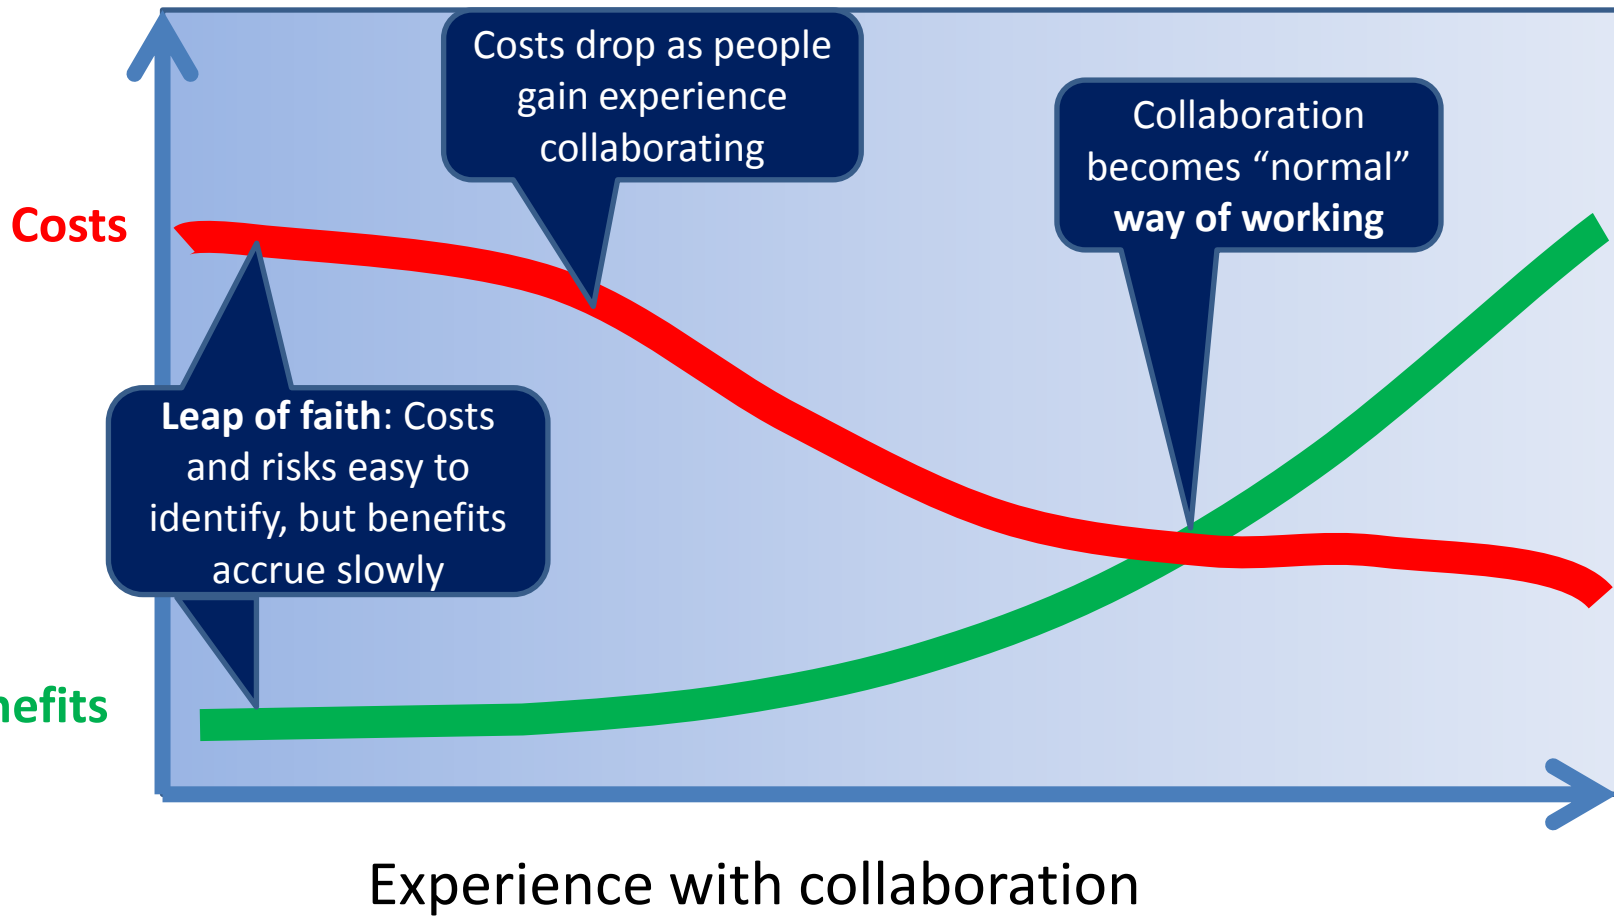 Costs drop as people
gain experience
collaborating
Collaboration
becomes “normal”
way of working
Costs
Leap of faith: Costs
and risks easy to
identify, but benefits
accrue slowly
nefits
Experience with collaboration